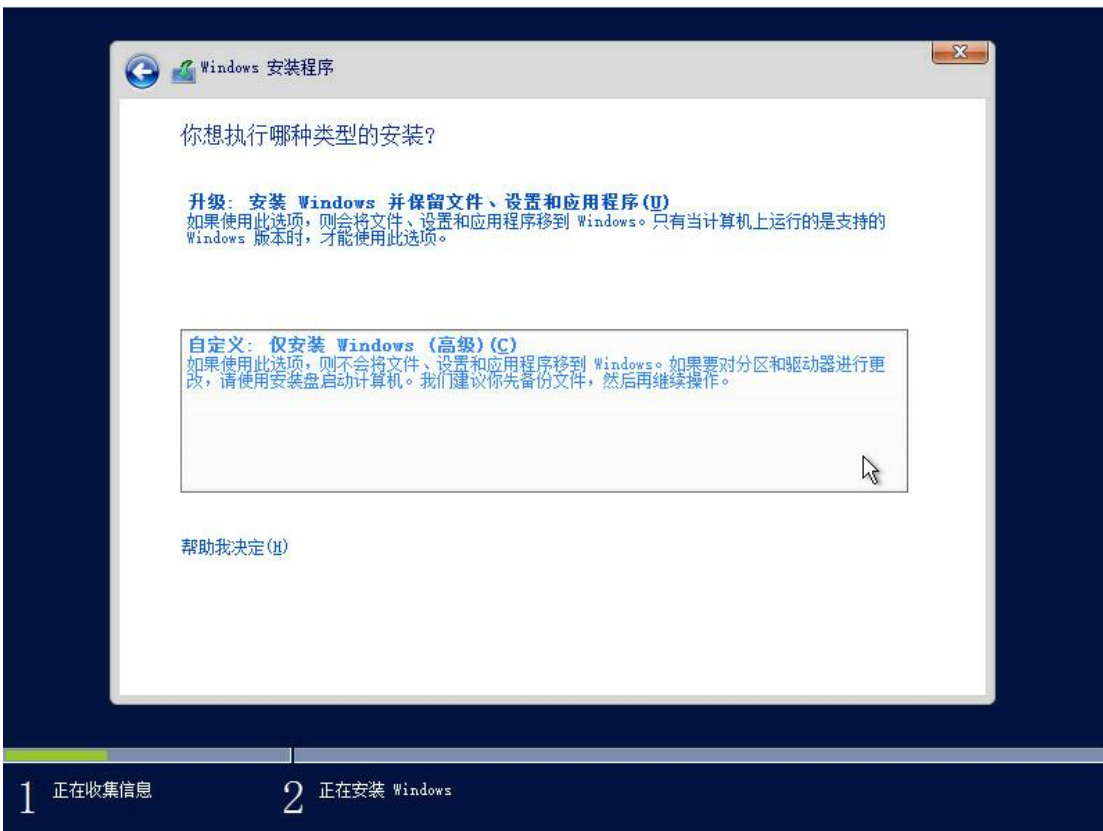 Windows 安装程序
你想执行哪种类型的安装?
升级: 安装 Windows 并保留文件、设置和应用程序(U)
如果使用此选项，则会将文件、设置和应用程序移到 Windows。只有当计算机上运行的是支持的
Windows 版本时，才能使用此选项。
自定义: 仅安装 Windows (高级)(C)
如果使用此选项，则不会将文件、设置和应用程序移到 Windows。如果要对分区和驱动器进行更
改，请使用安装盘启动计算机。我们建议你先备份文件，然后再继续操作。
帮助我决定(H)
1 正在收集信息 2 正在安装 Windows